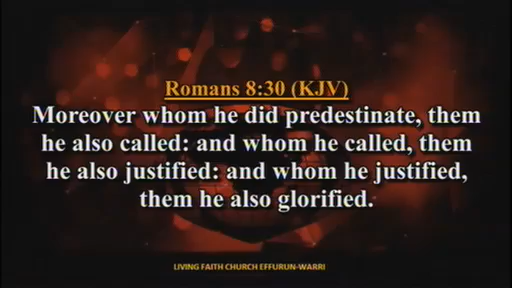 Romans 8:30 (KJV)
Moreover whom he did predestinate, them
he also called: and whom he called, them
he also justified: and whom he justified,
them he also glorified.
LIVING FAITH CHURCH EFFURUN-WARRI